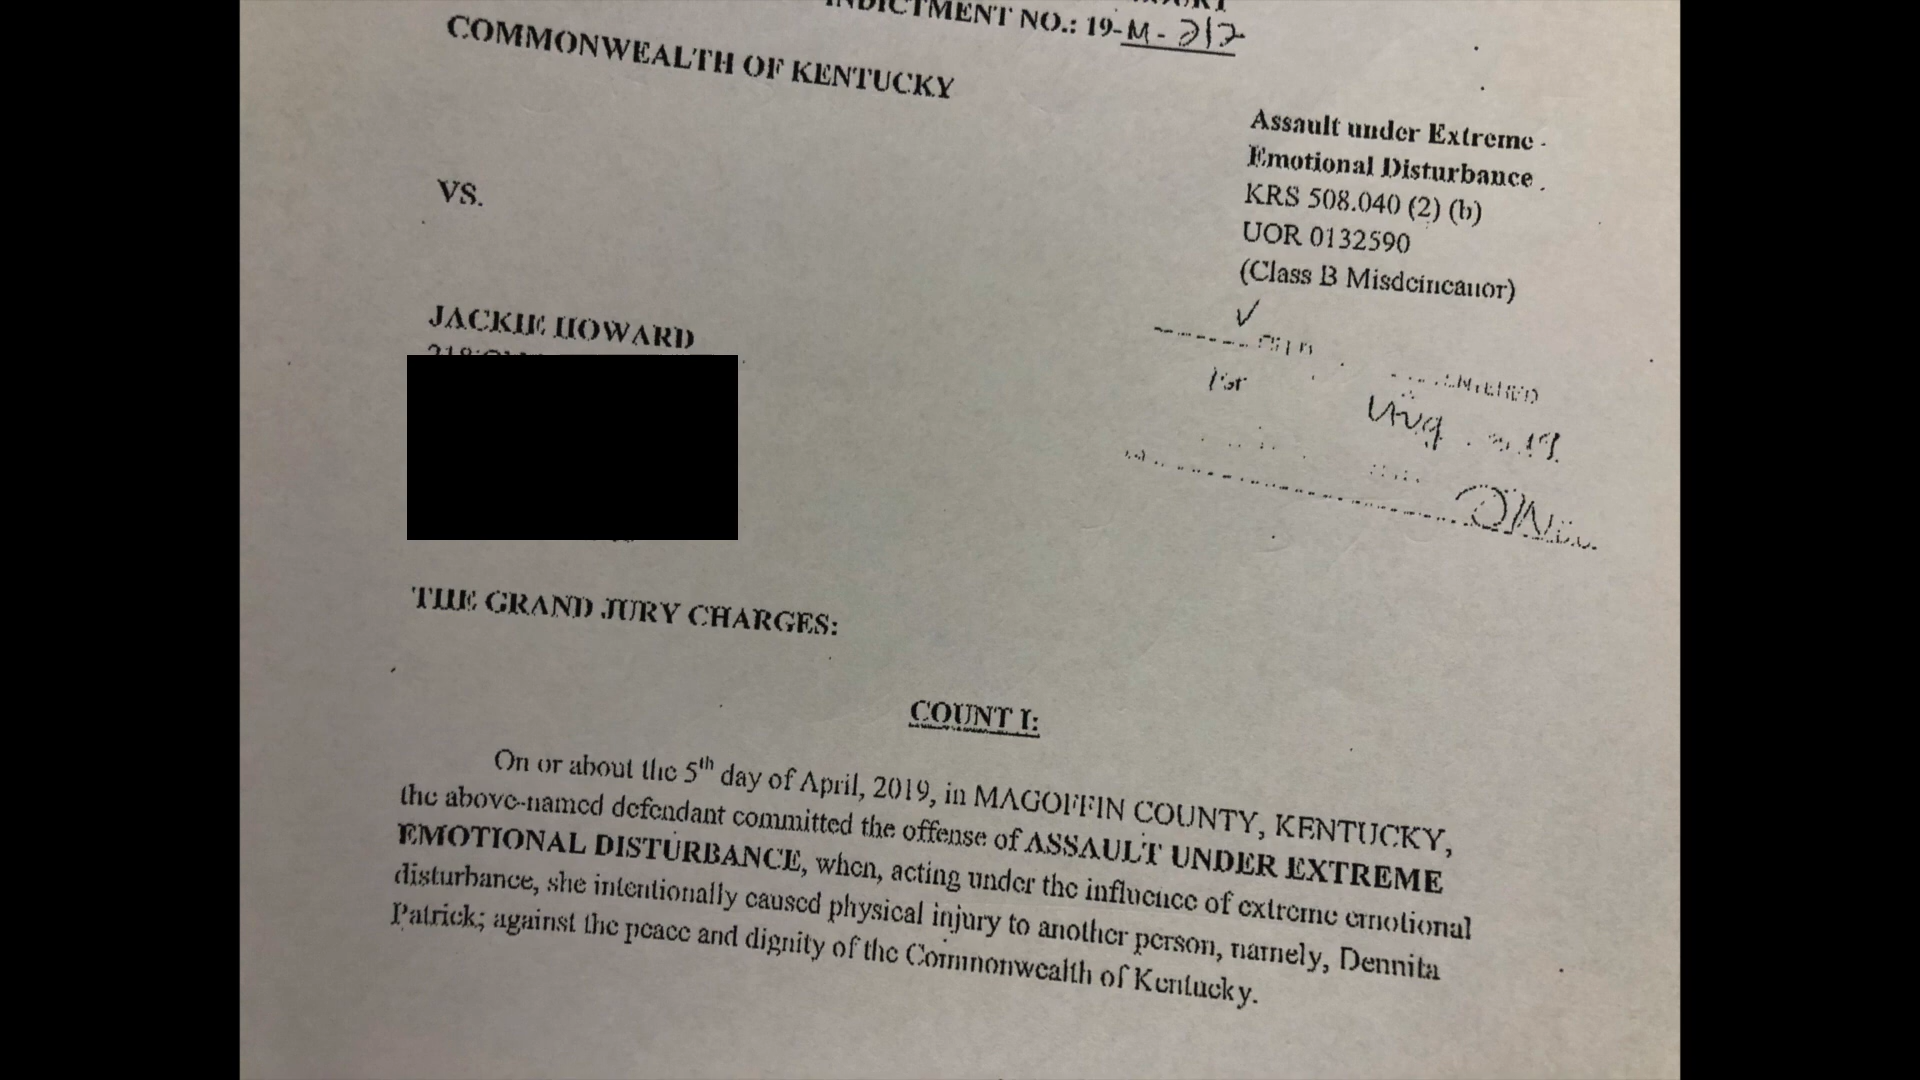 INDICTMENT NO.: 19-M-217
COMMONWEALTH OF KENTUCKY
Assault under Extreme
Emotional Disturbance
KRS 508.040 (2) (b)
UOR 0132590
(Class B Misdemeanor)
VS.
JACKIE HOWARD
✓
ENTERED
Aug
THE GRAND JURY CHARGES:
COUNT I:
On or about the 5th day of April, 2019, in MAGOFFIN COUNTY, KENTUCKY,
the above-named defendant committed the offense of ASSAULT UNDER EXTREME
EMOTIONAL DISTURBANCE, when, acting under the influence of extreme emotional
disturbance, she intentionally caused physical injury to another person, namely, Dennita
Patrick; against the peace and dignity of the Commonwealth of Kentucky.